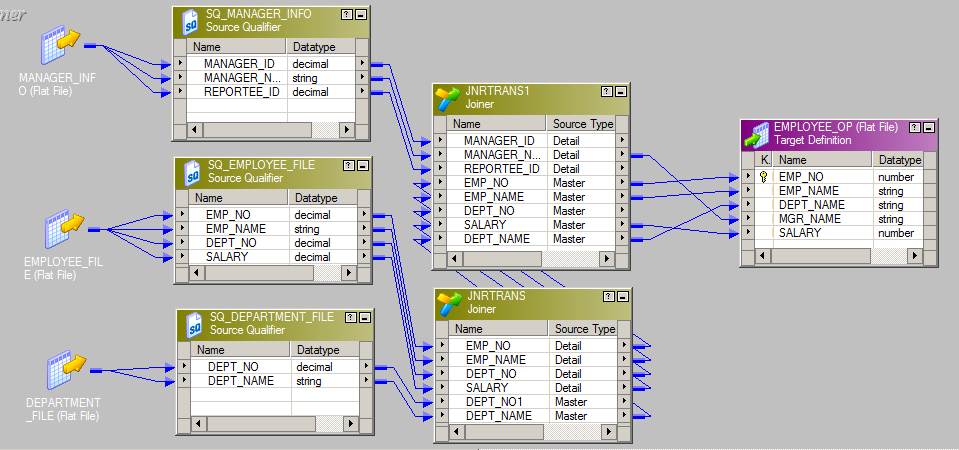 ner
MANAGER_INF
O (Flat File)
SQ_MANAGER_INFO
Source Qualifier
Name Datatype
MANAGER_ID decimal
MANAGER_N... string
REPORTEE_ID decimal
EMPLOYEE_FIL
E (Flat File)
SQ_EMPLOYEE_FILE
Source Qualifier
Name Datatype
EMP_NO decimal
EMP_NAME string
DEPT_NO decimal
SALARY decimal
DEPARTMENT
_FILE (Flat File)
SQ_DEPARTMENT_FILE
Source Qualifier
Name Datatype
DEPT_NO decimal
DEPT_NAME string
JNRTRANS1
Joiner
Name Source Type
MANAGER_ID Detail
MANAGER_N... Detail
REPORTEE_ID Detail
EMP_NO Master
EMP_NAME Master
DEPT_NO Master
SALARY Master
DEPT_NAME Master
JNRTRANS
Joiner
Name Source Type
EMP_NO Detail
EMP_NAME Detail
DEPT_NO Detail
SALARY Detail
DEPT_NO1 Master
DEPT_NAME Master
EMPLOYEE_OP (Flat File)
Target Definition
K. Name Datatype
EMP_NO number
EMP_NAME string
DEPT_NAME string
MGR_NAME string
SALARY number